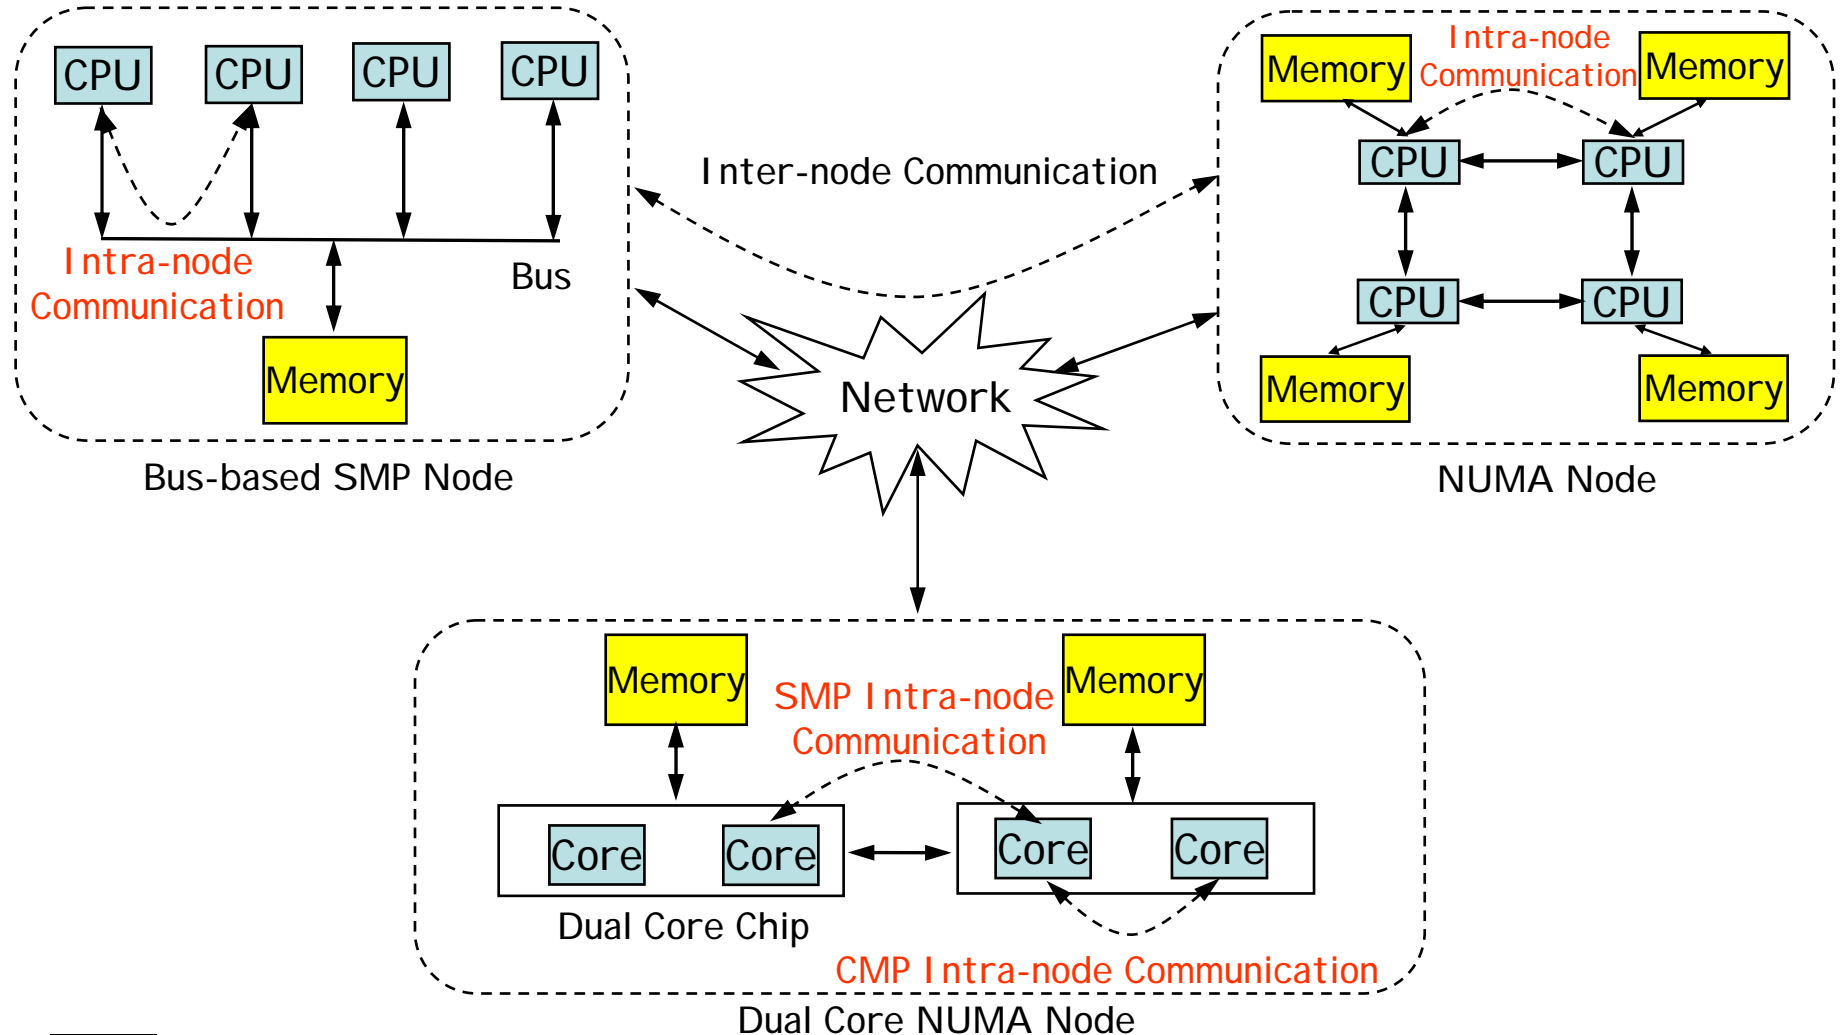 CPU
CPU
CPU
CPU
Intra-node
Communication
Bus
Memory
Bus-based SMP Node
Inter-node Communication
Network
Memory
Intra-node
Communication
Memory
CPU
CPU
CPU
CPU
Memory
Memory
NUMA Node
Memory
SMP Intra-node
Communication
Memory
Core
Core
Core
Core
Dual Core Chip
CMP Intra-node Communication
Dual Core NUMA Node